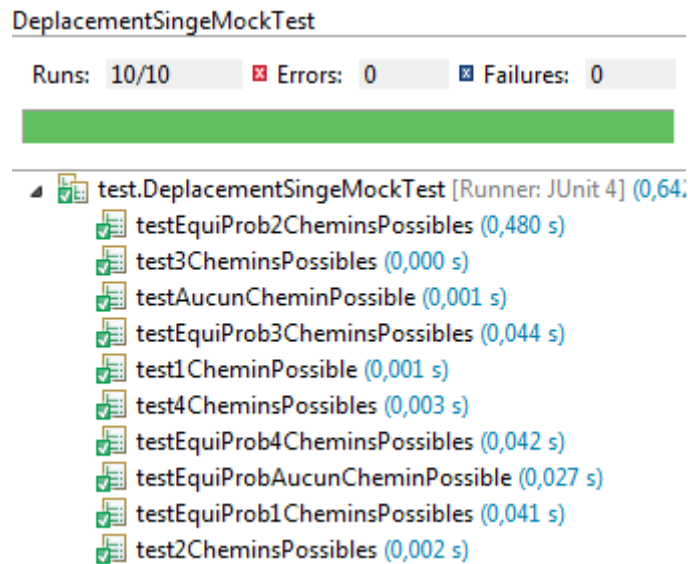 DeplacementSingeMockTest
Runs: 10/10 Errors: 0 Failures: 0
test.DeplacementSingeMockTest [Runner: JUnit 4] (0,642
testEquiProb2CheminsPossibles (0,480 s)
test3CheminsPossibles (0,000 s)
testAucunCheminPossible (0,001 s)
testEquiProb3CheminsPossibles (0,044 s)
test1CheminPossible (0,001 s)
test4CheminsPossibles (0,003 s)
testEquiProb4CheminsPossibles (0,042 s)
testEquiProbAucunCheminPossible (0,027 s)
testEquiProb1CheminsPossibles (0,041 s)
test2CheminsPossibles (0,002 s)